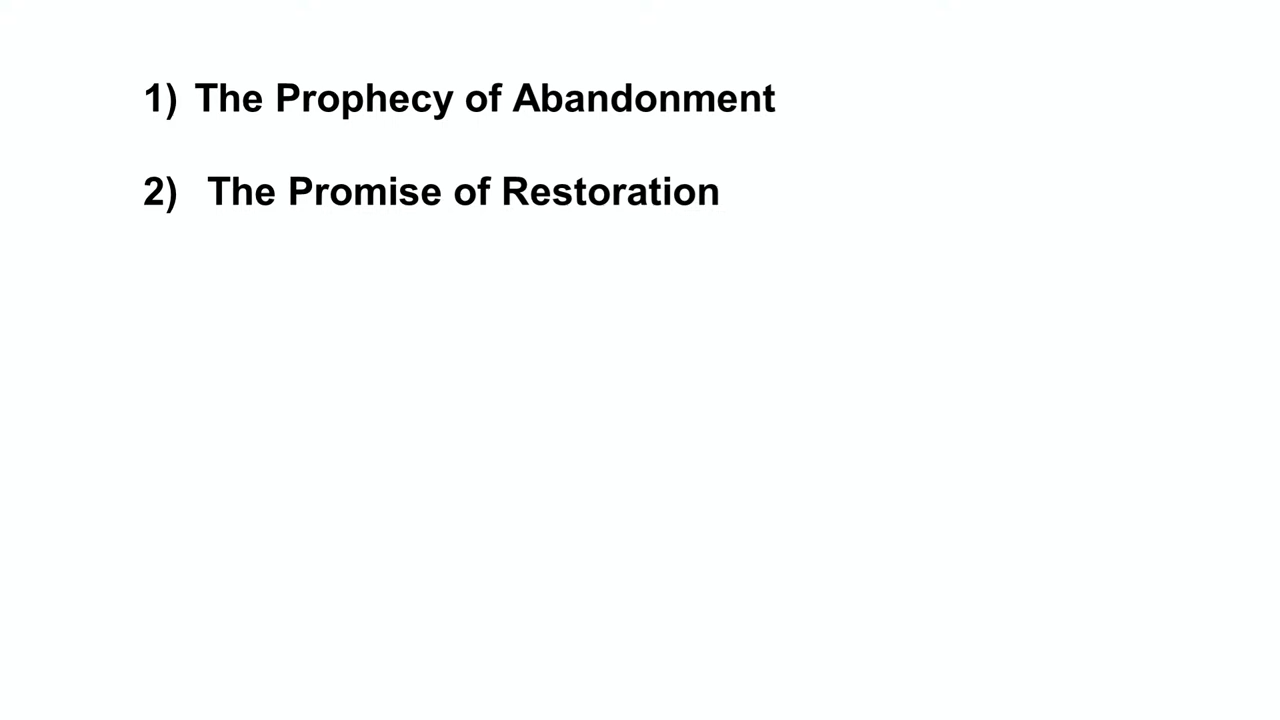 1) The Prophecy of Abandonment
2) The Promise of Restoration